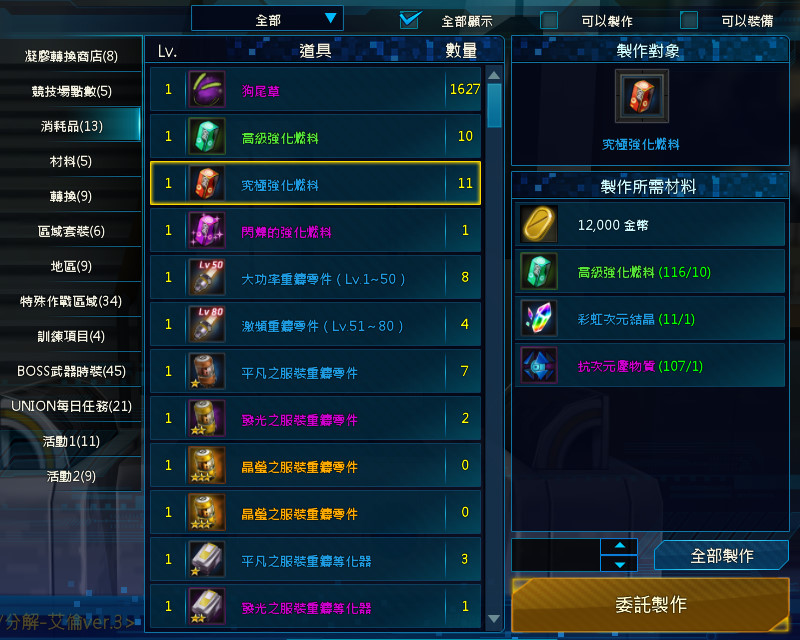 全部
全部顯示
可以製作
可以裝備
凝膠轉換商店(8)
競技場點數(5)
消耗品(13)
材料(5)
轉換(9)
區域套裝(6)
地區(9)
特殊作戰區域(34)
訓練項目(4)
BOSS武器時裝(45)
UNION每日任務(21)
活動1(11)
活動2(9)
Lv. 道具 數量
1 狗尾草 1627
1 高級強化燃料 10
1 究極強化燃料 11
1 閃耀的強化燃料 1
1 Lv 50 大功率重鑄零件 ( Lv.1~50 ) 8
1 Lv 80 激頻重鑄零件 ( Lv.51~80 ) 4
1 平凡之服裝重鑄零件 7
1 發光之服裝重鑄零件 2
1 晶瑩之服裝重鑄零件 0
1 晶瑩之服裝重鑄零件 0
1 平凡之服裝重鑄等化器 3
1 發光之服裝重鑄等化器 1
製作對象
究極強化燃料
製作所需材料
12,000 金幣
高級強化燃料 (116/10)
彩虹次元結晶 (11/1)
抗次元塵物質 (107/1)
全部製作
委託製作
/分解-艾倫ver.3>